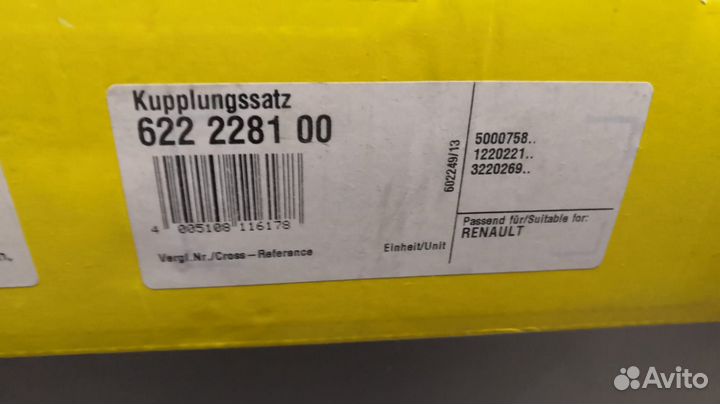 Kupplungssatz
622 2281 00
4 005108 116178
Vergl.Nr./Cross-Reference
Einheit/Unit
602249/13
5000758..
1220221..
3220269..
Passend für/Suitable for:
RENAULT
Avito